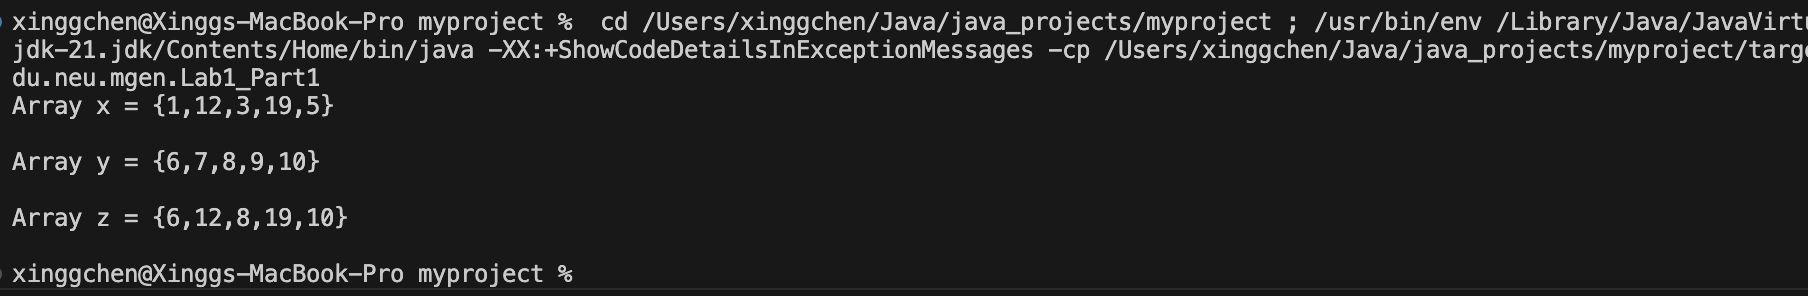 xinggchen@Xinggs-MacBook-Pro myproject %  cd /Users/xinggchen/Java/java_projects/myproject ; /usr/bin/env /Library/Java/JavaVirtu
jdk-21.jdk/Contents/Home/bin/java -XX:+ShowCodeDetailsInExceptionMessages -cp /Users/xinggchen/Java/java_projects/myproject/targe
du.neu.mgen.Lab1_Part1
Array x = {1,12,3,19,5}
Array y = {6,7,8,9,10}
Array z = {6,12,8,19,10}
xinggchen@Xinggs-MacBook-Pro myproject %